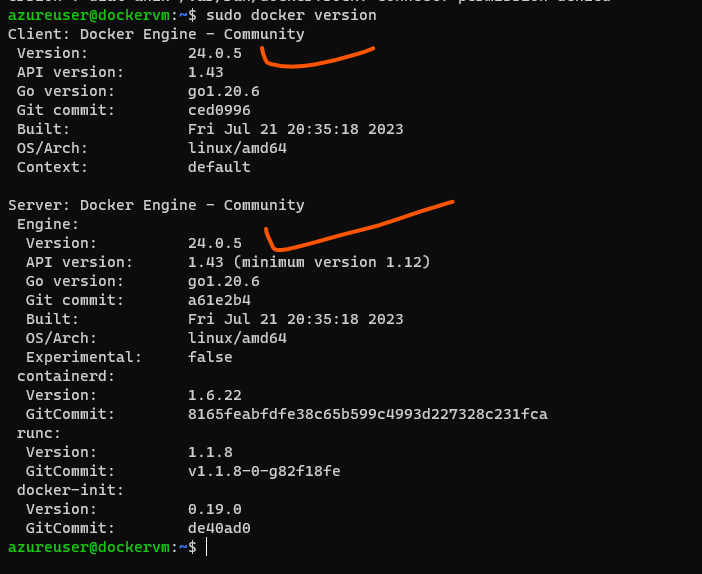 azureuser@dockervm:~$ sudo docker version
Client: Docker Engine - Community
Version: 24.0.5
API version: 1.43
Go version: go1.20.6
Git commit: ced0996
Built: Fri Jul 21 20:35:18 2023
OS/Arch: linux/amd64
Context: default
Server: Docker Engine - Community
Engine:
Version: 24.0.5
API version: 1.43 (minimum version 1.12)
Go version: go1.20.6
Git commit: a61e2b4
Built: Fri Jul 21 20:35:18 2023
OS/Arch: linux/amd64
Experimental: false
containerd:
Version: 1.6.22
GitCommit: 8165feabfdfe38c65b599c4993d227328c231fca
runc:
Version: 1.1.8
GitCommit: v1.1.8-0-g82f18fe
docker-init:
Version: 0.19.0
GitCommit: de40ad0
azureuser@dockervm:~$